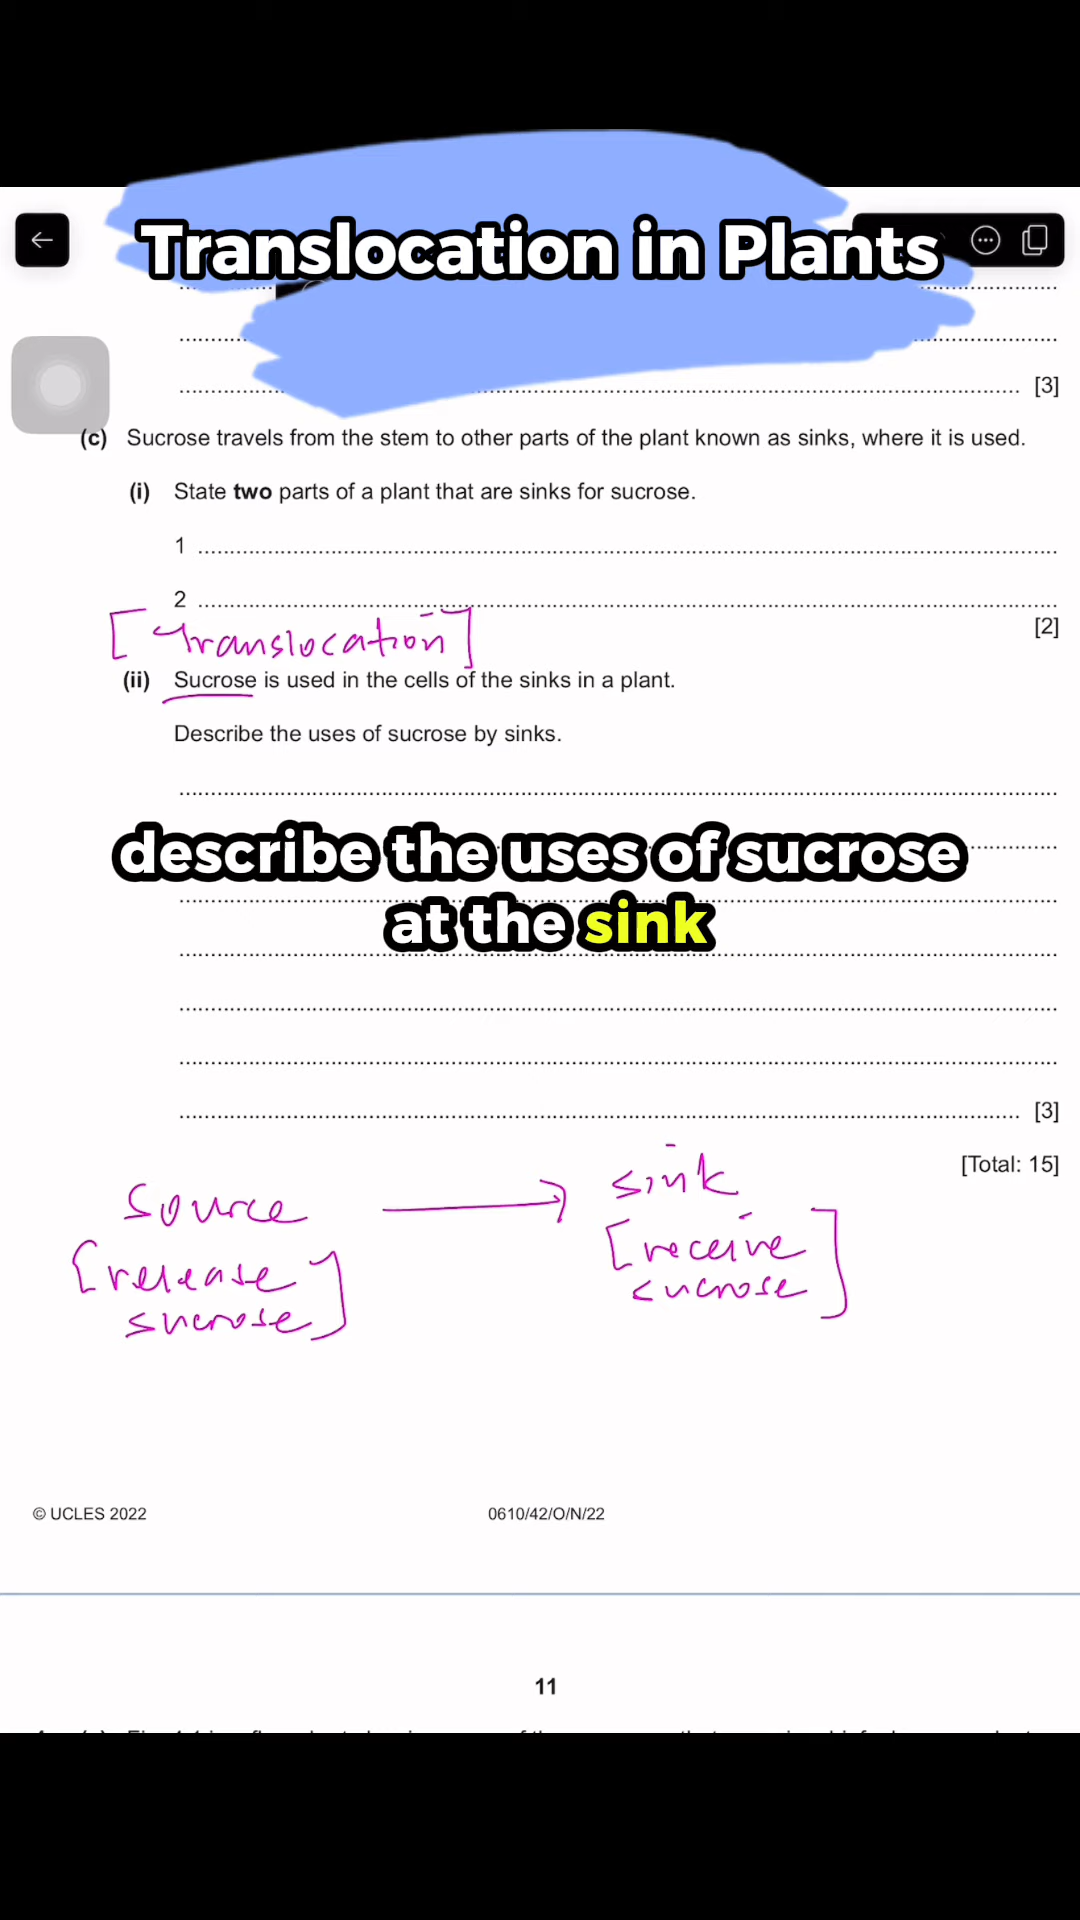 Translocation in Plants
[3]
(c) Sucrose travels from the stem to other parts of the plant known as sinks, where it is used.
(i) State two parts of a plant that are sinks for sucrose.
1
2
[2]
[Translocation]
(ii) Sucrose is used in the cells of the sinks in a plant.
Describe the uses of sucrose by sinks.
describe the uses of sucrose
at the sink
[3]
[Total: 15]
source → sink
[release sucrose]
[receive sucrose]
© UCLES 2022
0610/42/O/N/22
11